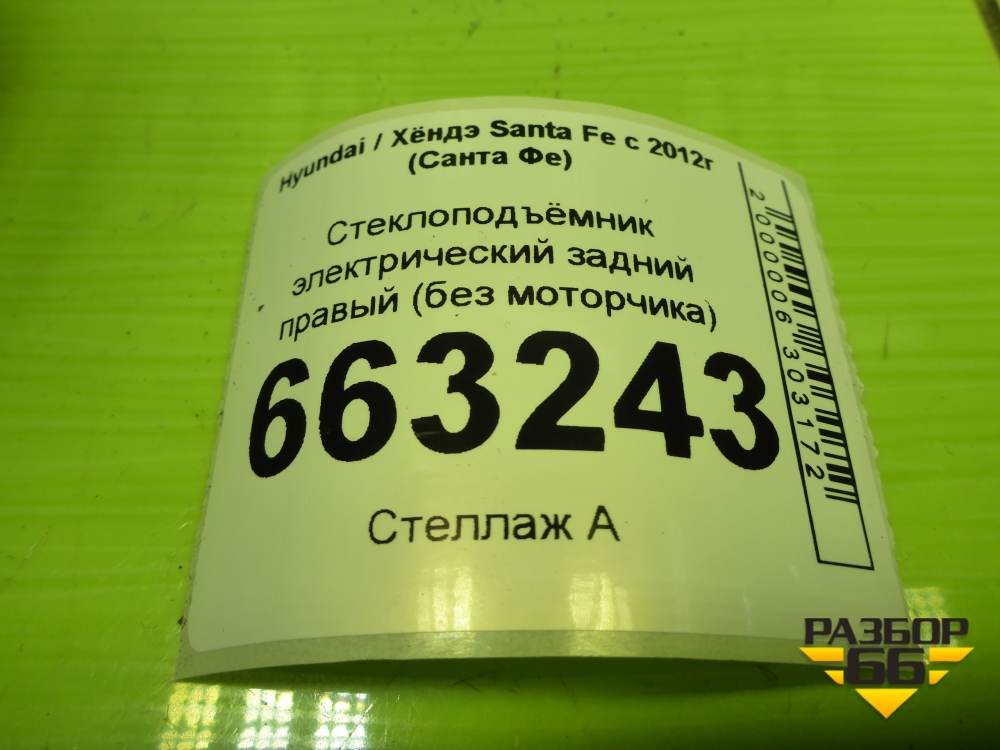 Hyundai / Хёндэ Santa Fe с 2012г
(Санта Фе)
Стеклоподъёмник
электрический задний
правый (без моторчика)
663243
Стеллаж А
2000006303172
РАЗБОР
66